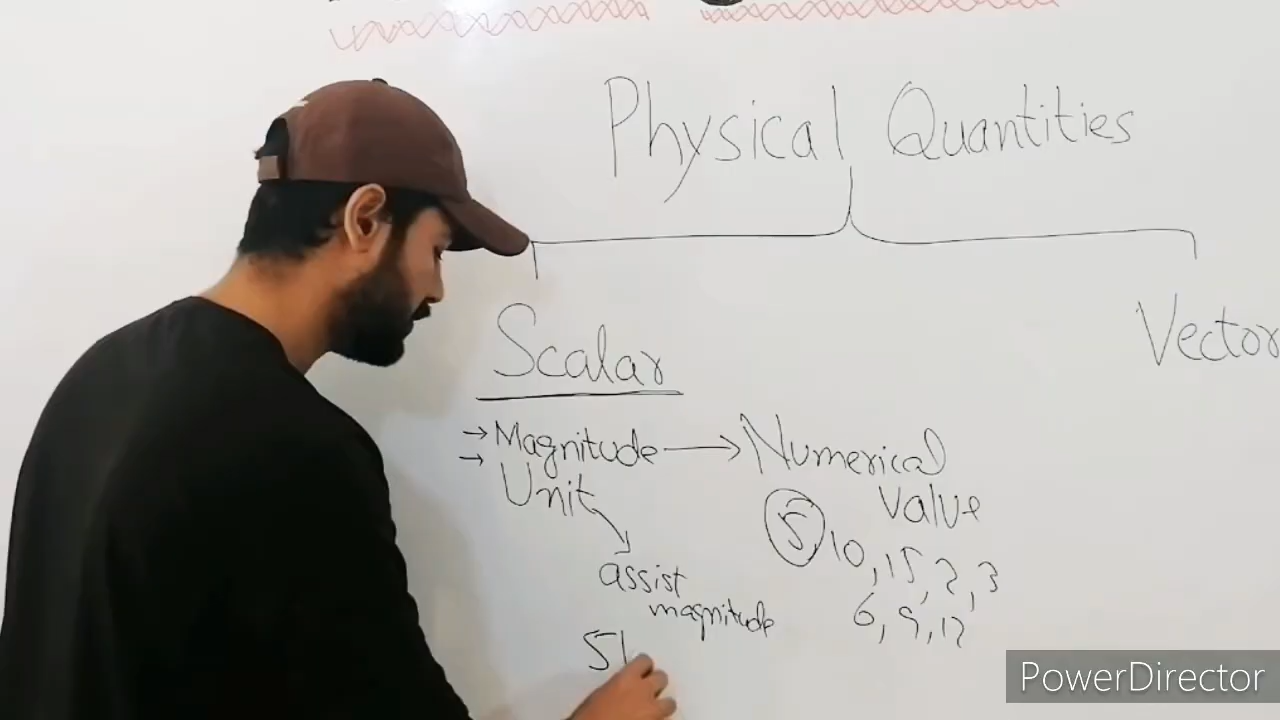 Physical Quantities
Scalar
Vector
→ Magnitude → Numerical
Value
→ Unit
5, 10, 15, 2, 3
6, 9, 12
assist
magnitude
5
PowerDirector